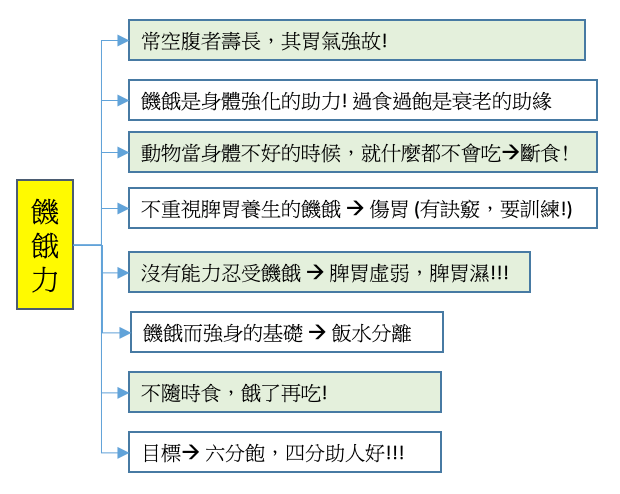 饑餓力
常空腹者壽長，其胃氣強故!
饑餓是身體強化的助力! 過食過飽是衰老的助緣
動物當身體不好的時候，就什麼都不會吃→斷食!
不重視脾胃養生的饑餓 → 傷胃 (有訣竅，要訓練!)
沒有能力忍受饑餓 → 脾胃虛弱，脾胃濕!!!
饑餓而強身的基礎 → 飯水分離
不隨時食，餓了再吃!
目標→ 六分飽，四分助人好!!!